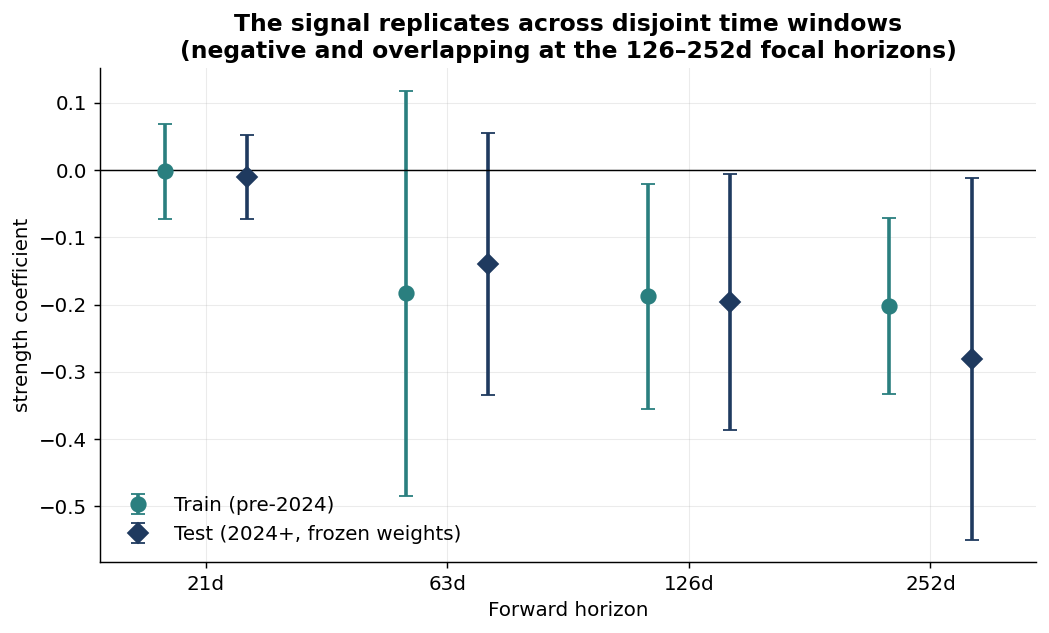 The signal replicates across disjoint time windows
(negative and overlapping at the 126–252d focal horizons)
0.1
0.0
−0.1
−0.2
−0.3
−0.4
−0.5
strength coefficient
Train (pre-2024)
Test (2024+, frozen weights)
21d
63d
126d
252d
Forward horizon